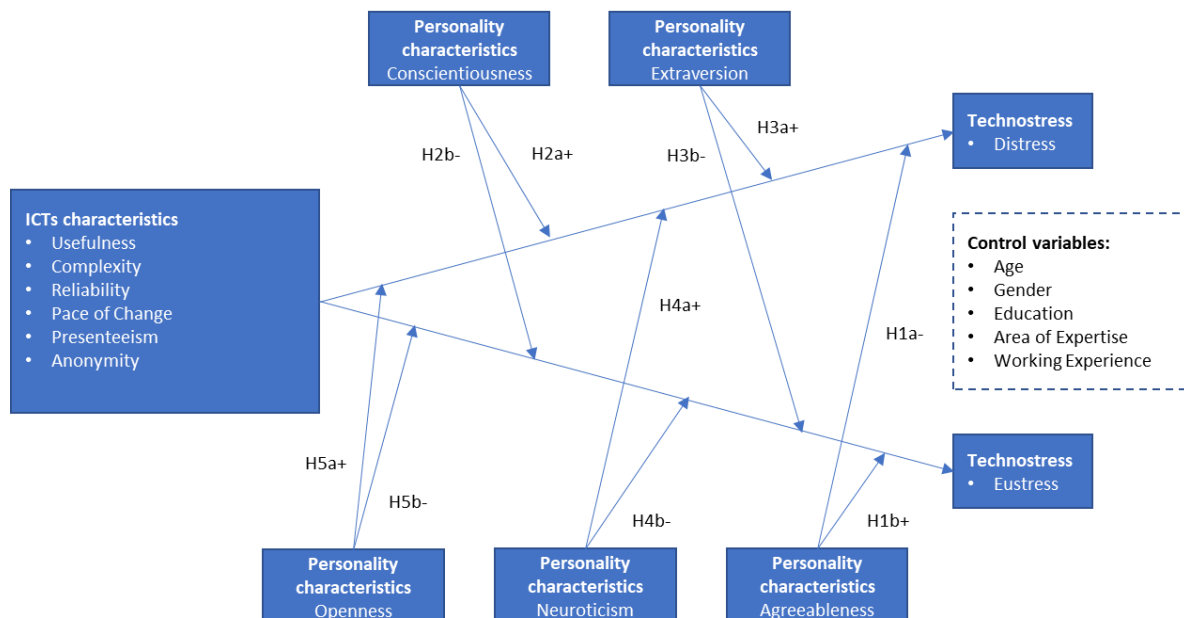 Personality
characteristics
Conscientiousness
Personality
characteristics
Extraversion
Technostress
• Distress
H3a+
H2b-
H2a+
H3b-
ICTs characteristics
• Usefulness
• Complexity
• Reliability
• Pace of Change
• Presenteeism
• Anonymity
Control variables:
• Age
• Gender
• Education
• Area of Expertise
• Working Experience
H4a+
H1a-
Technostress
• Eustress
H5a+
H5b-
H4b-
H1b+
Personality
characteristics
Openness
Personality
characteristics
Neuroticism
Personality
characteristics
Agreeableness